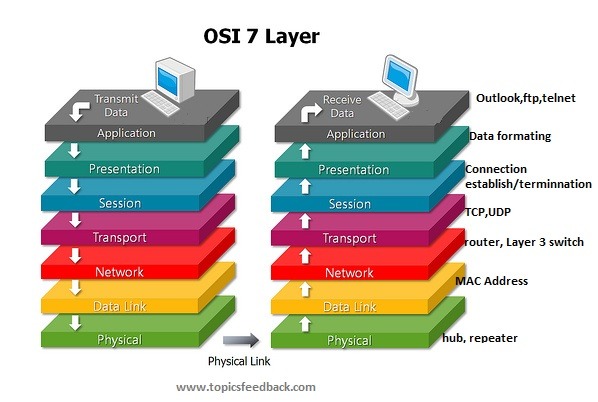 OSI 7 Layer
Transmit
Data
Application
Presentation
Session
Transport
Network
Data Link
Physical
Physical Link
Receive
Data
Application
Presentation
Session
Transport
Network
Data Link
Physical
Outlook,ftp,telnet
Data formating
Connection
establish/terminnation
TCP,UDP
router, Layer 3 switch
MAC Address
hub, repeater
www.topicsfeedback.com